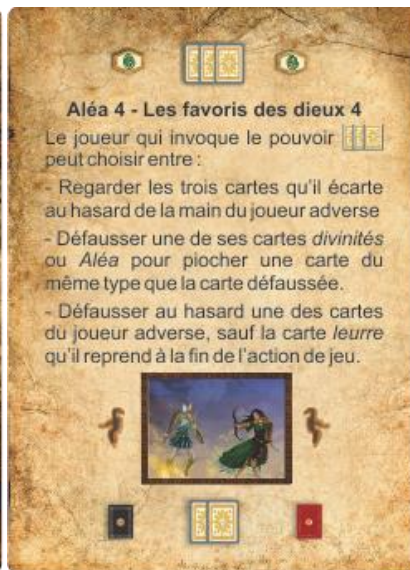 Aléa 4 - Les favoris des dieux 4
Le joueur qui invoque le pouvoir
peut choisir entre :
- Regarder les trois cartes qu'il écarte
au hasard de la main du joueur adverse
- Défausser une de ses cartes divinités
ou Aléa pour piocher une carte du
même type que la carte défaussée.
- Défausser au hasard une des cartes
du joueur adverse, sauf la carte leurre
qu'il reprend à la fin de l'action de jeu.